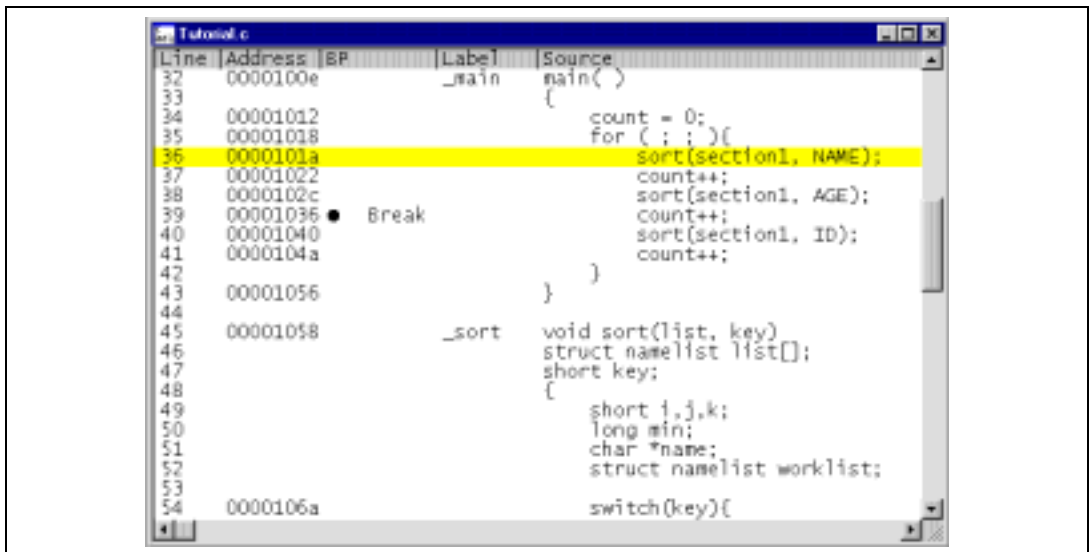 Tutorial.c
Line Address BP Label Source
32 0000100e _main main( )
33 {
34 00001012 count = 0;
35 00001018 for ( ; ; ){
36 0000101a sort(section1, NAME);
37 00001022 count++;
38 0000102c sort(section1, AGE);
39 00001036 ● Break count++;
40 00001040 sort(section1, ID);
41 0000104a count++;
42 }
43 00001056 }
44
45 00001058 _sort void sort(list, key)
46 struct namelist list[];
47 short key;
48 {
49 short i,j,k;
50 long min;
51 char *name;
52 struct namelist worklist;
53
54 0000106a switch(key){